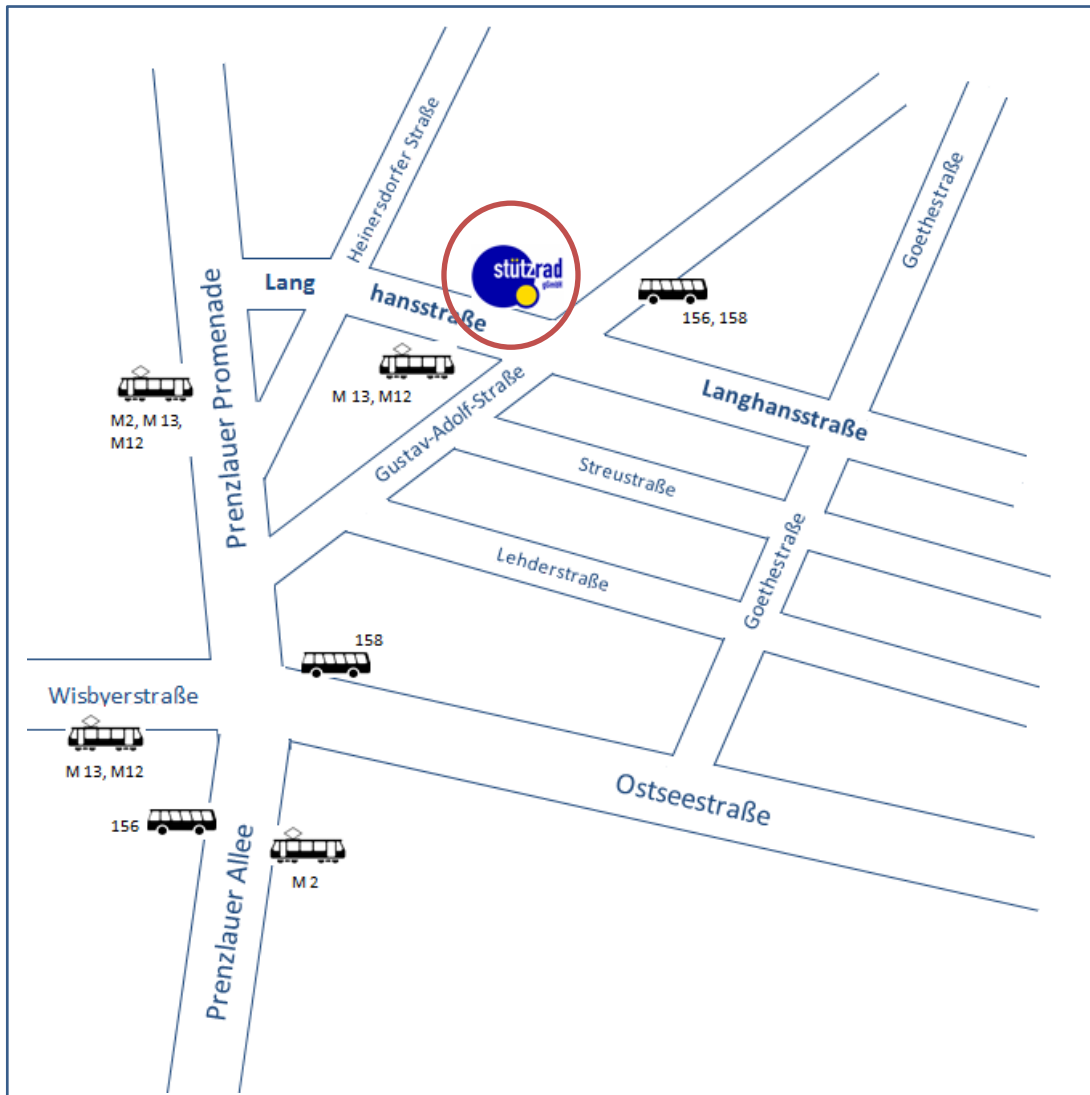 Heinersdorfer Straße
Goethestraße
stützrad
gGmbH
Lang
hansstraße
156, 158
M 13, M12
M2, M 13,
M12
Prenzlauer Promenade
Gustav-Adolf-Straße
Langhansstraße
Streustraße
Lehderstraße
Goethestraße
158
Wisbyerstraße
M 13, M12
Ostseestraße
156
M 2
Prenzlauer Allee